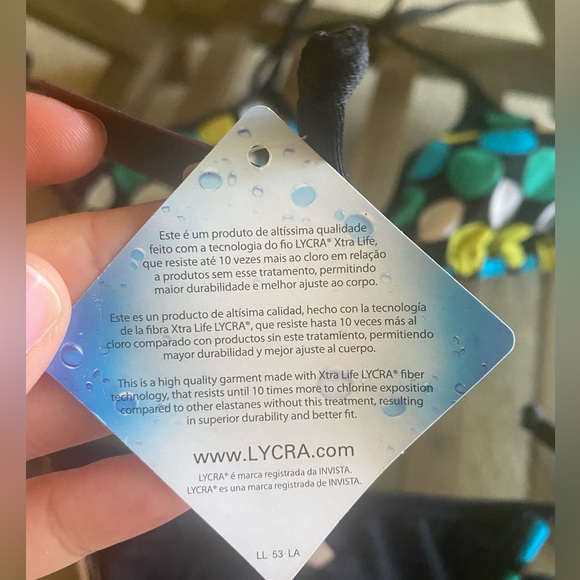 Este é um produto de altíssima qualidade
feito com a tecnologia do fio LYCRA® Xtra Life,
que resiste até 10 vezes mais ao cloro em relação
a produtos sem esse tratamento, permitindo
maior durabilidade e melhor ajuste ao corpo.
Este es un producto de altísima calidad, hecho con la tecnología
de la fibra Xtra Life LYCRA®, que resiste hasta 10 veces más al
cloro comparado con productos sin este tratamiento, permitiendo
mayor durabilidad y mejor ajuste al cuerpo.
This is a high quality garment made with Xtra Life LYCRA® fiber
technology, that resists until 10 times more to chlorine exposition
compared to other elastanes without this treatment, resulting
in superior durability and better fit.
www.LYCRA.com
LYCRA® é marca registrada da INVISTA.
LYCRA® es una marca registrada de INVISTA.
LL-53-LA